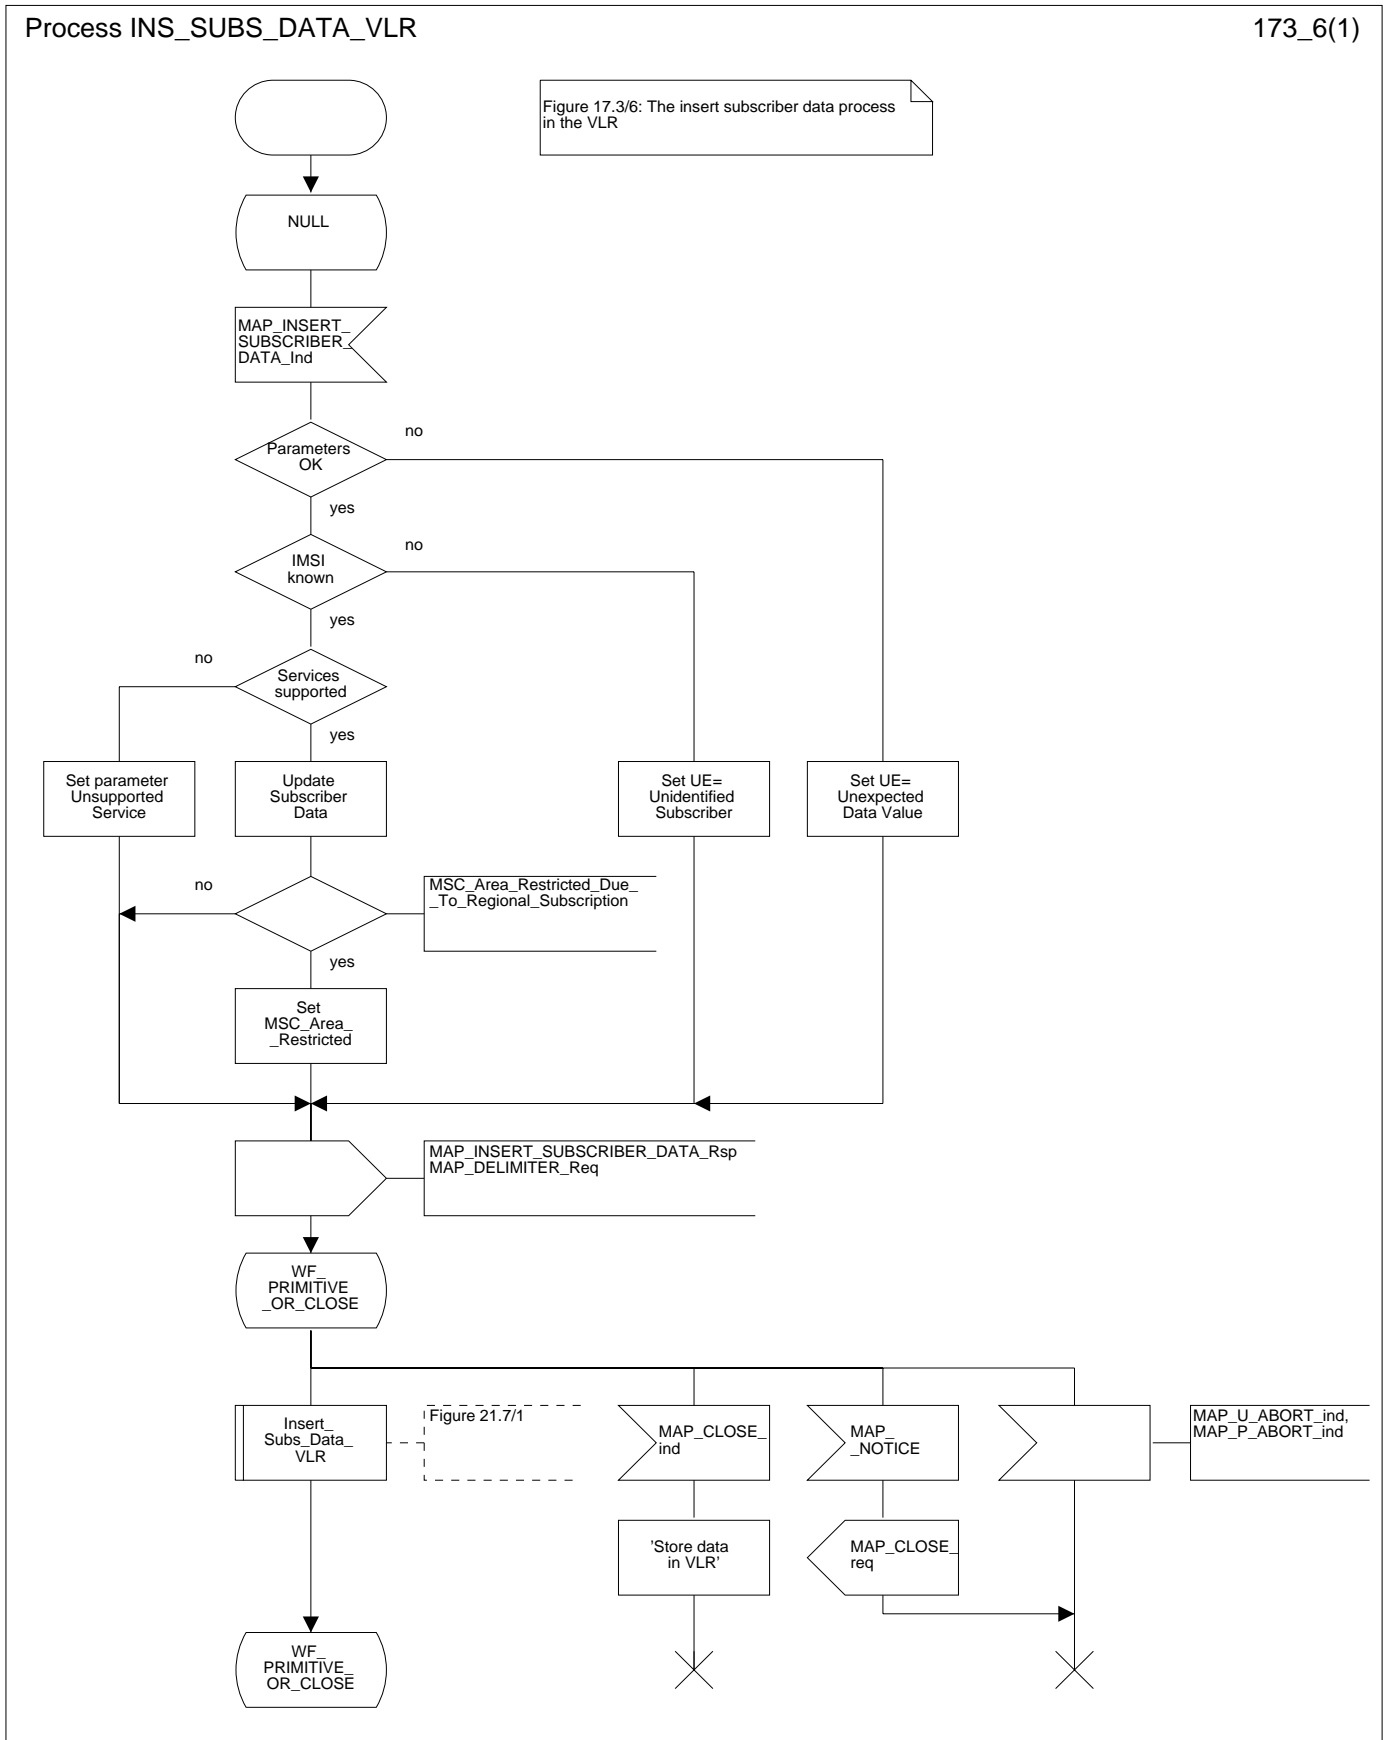 Process INS_SUBS_DATA_VLR
173_6(1)
Figure 17.3/6: The insert subscriber data process
in the VLR
NULL
MAP_INSERT_
SUBSCRIBER_
DATA_Ind
Parameters
OK
no
yes
IMSI
known
no
yes
Services
supported
no
yes
Set parameter
Unsupported
Service
Update
Subscriber
Data
Set UE=
Unidentified
Subscriber
Set UE=
Unexpected
Data Value
no
MSC_Area_Restricted_Due_
_To_Regional_Subscription
yes
Set
MSC_Area_
_Restricted
MAP_INSERT_SUBSCRIBER_DATA_Rsp
MAP_DELIMITER_Req
WF_
PRIMITIVE
_OR_CLOSE
Insert_
Subs_Data_
VLR
Figure 21.7/1
MAP_CLOSE_
ind
MAP_
_NOTICE
MAP_U_ABORT_ind,
MAP_P_ABORT_ind
'Store data
in VLR'
MAP_CLOSE_
req
WF_
PRIMITIVE_
OR_CLOSE